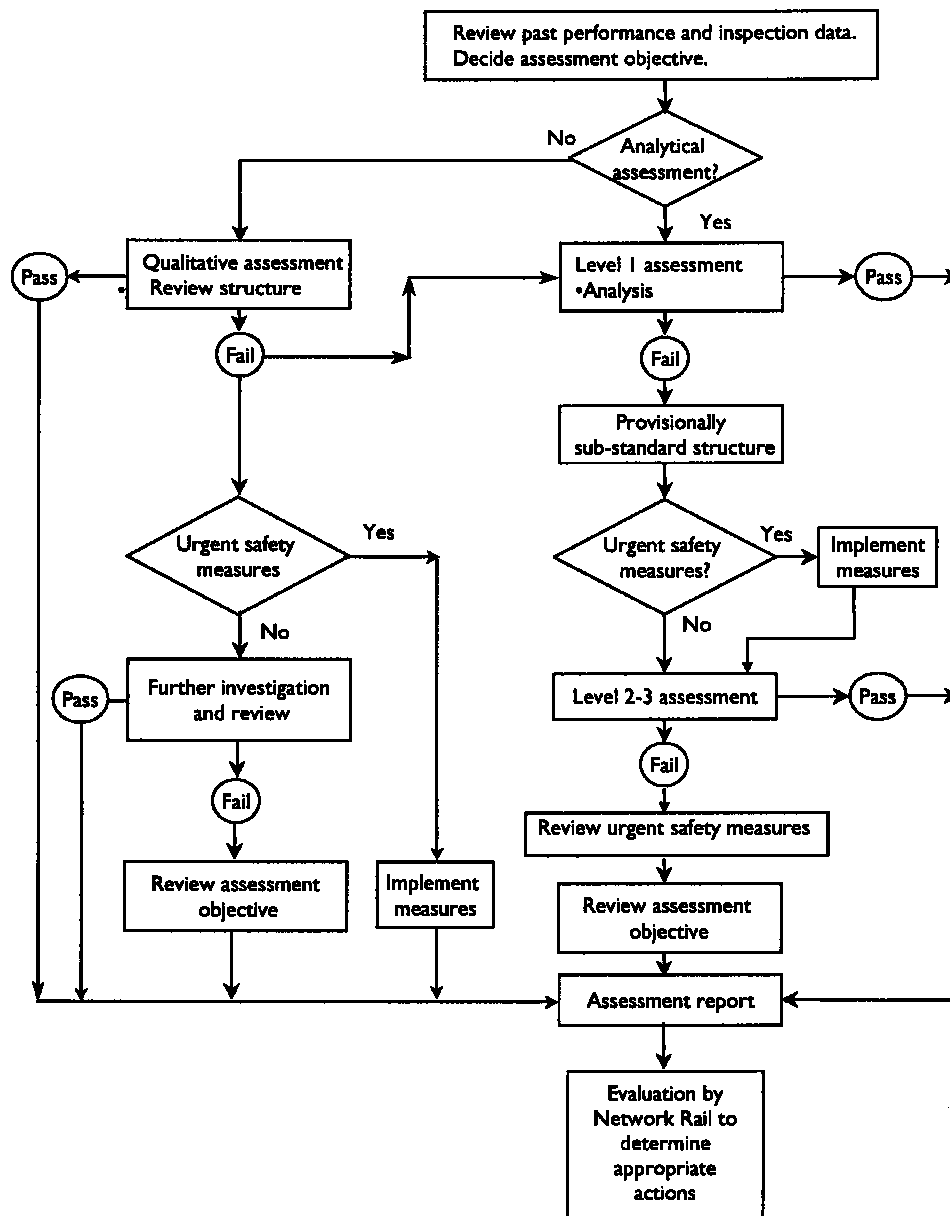 Review past performance and inspection data.
Decide assessment objective.
No
Analytical
assessment?
Yes
Pass
Qualitative assessment
• Review structure
Level 1 assessment
•Analysis
Pass
Fail
Fail
Provisionally
sub-standard structure
Urgent safety
measures
Yes
Urgent safety
measures?
Yes
Implement
measures
No
No
Pass
Further investigation
and review
Level 2-3 assessment
Pass
Fail
Fail
Review urgent safety measures
Review assessment
objective
Implement
measures
Review assessment
objective
Assessment report
Evaluation by
Network Rail to
determine
appropriate
actions